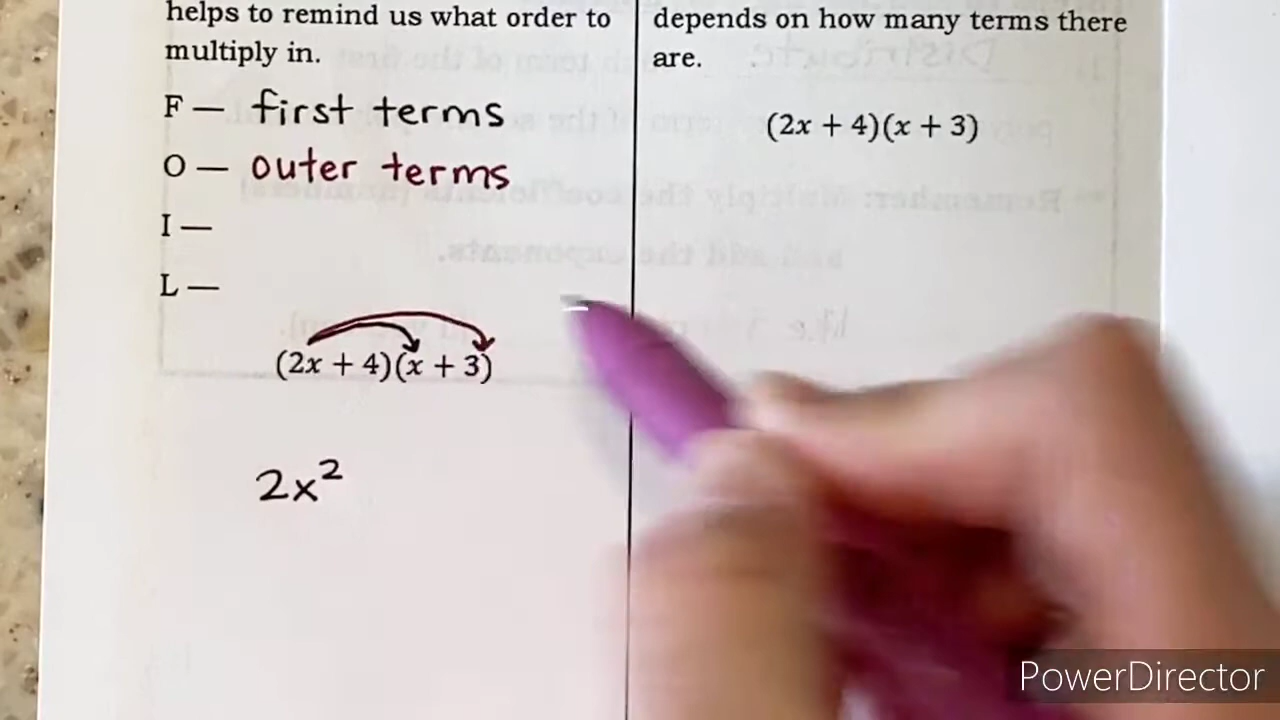 helps to remind us what order to
multiply in.
F — first terms
O — outer terms
I —
L —
(2x + 4)(x + 3)
2x²
depends on how many terms there
are.
(2x + 4)(x + 3)
PowerDirector